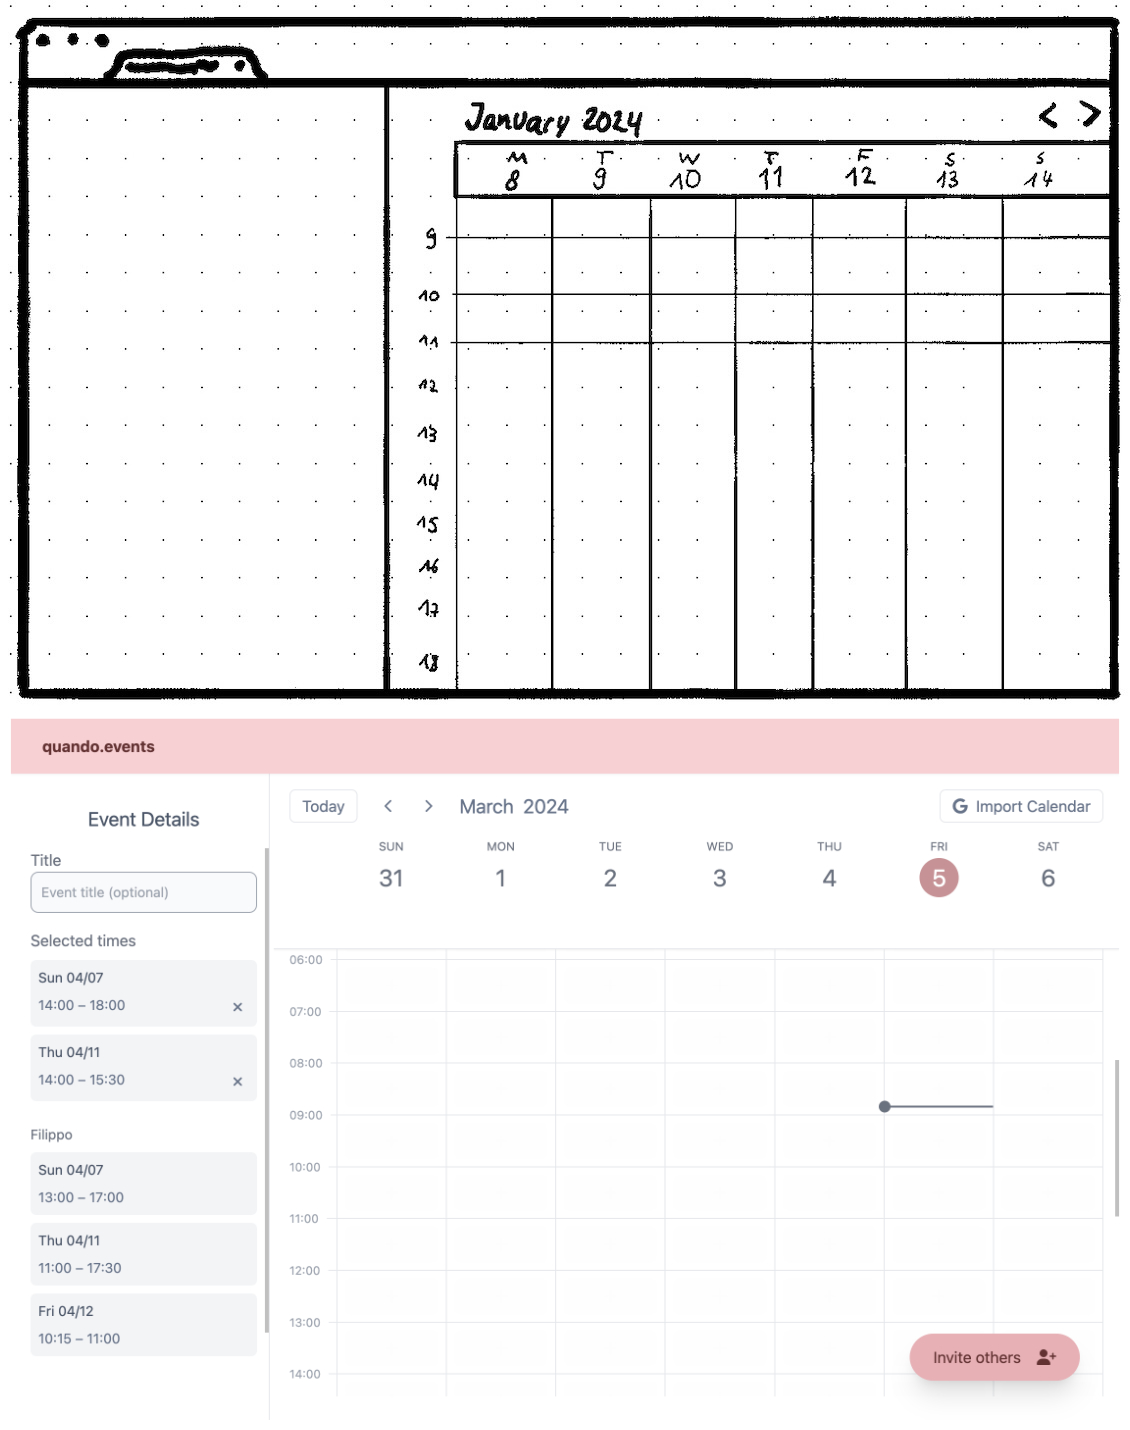 January 2024 < >
M T W T F S S
8 9 10 11 12 13 14
9
10
11
12
13
14
15
16
17
18
quando.events
Event Details
Title
Event title (optional)
Selected times
Sun 04/07
14:00 – 18:00
Thu 04/11
14:00 – 15:30
Filippo
Sun 04/07
13:00 – 17:00
Thu 04/11
11:00 – 17:30
Fri 04/12
10:15 – 11:00
Today < > March 2024 G Import Calendar
SUN MON TUE WED THU FRI SAT
31 1 2 3 4 5 6
06:00
07:00
08:00
09:00
10:00
11:00
12:00
13:00
14:00
Invite others